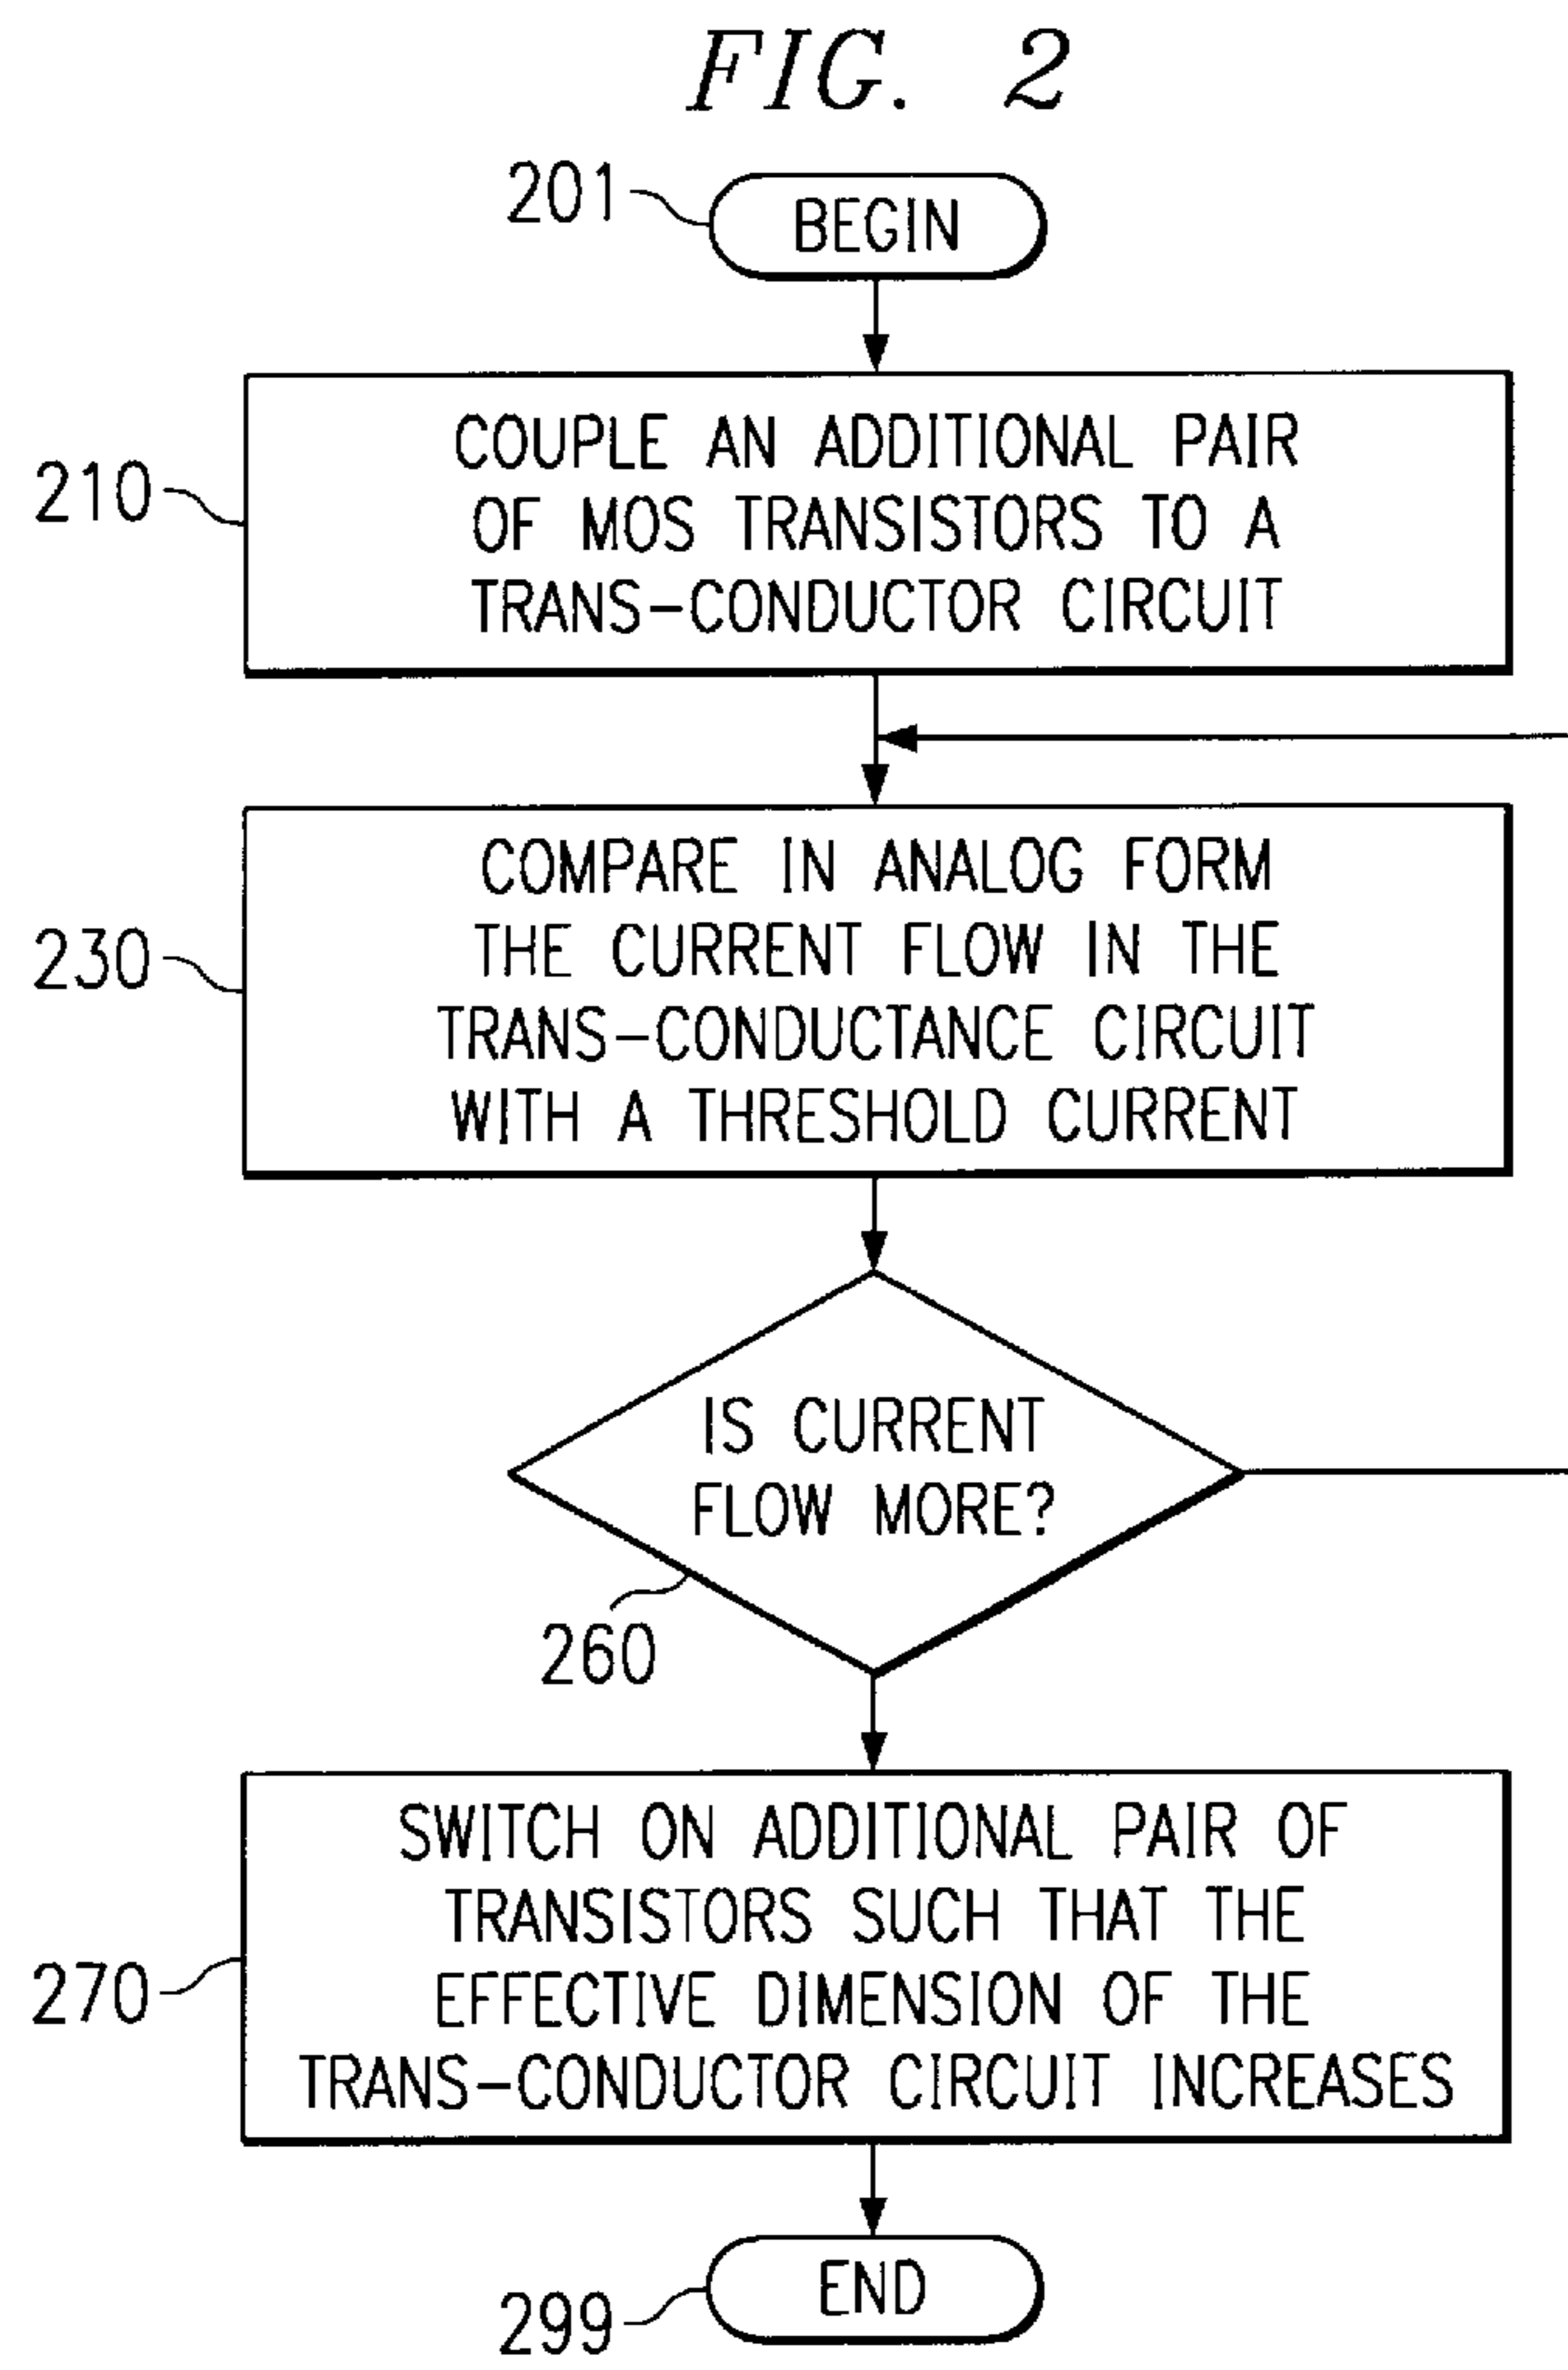 FIG. 2
201
BEGIN
210
COUPLE AN ADDITIONAL PAIR
OF MOS TRANSISTORS TO A
TRANS-CONDUCTOR CIRCUIT
230
COMPARE IN ANALOG FORM
THE CURRENT FLOW IN THE
TRANS-CONDUCTANCE CIRCUIT
WITH A THRESHOLD CURRENT
IS CURRENT
FLOW MORE?
260
270
SWITCH ON ADDITIONAL PAIR OF
TRANSISTORS SUCH THAT THE
EFFECTIVE DIMENSION OF THE
TRANS-CONDUCTOR CIRCUIT INCREASES
299
END